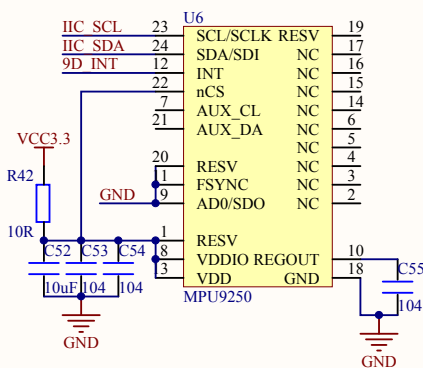 U6
IIC_SCL 23 SCL/SCLK RESV 19
IIC_SDA 24 SDA/SDI NC 17
9D_INT 12 INT NC 16
22 nCS NC 15
7 AUX_CL NC 14
21 AUX_DA NC 6
NC 5
VCC3.3
20 RESV NC 4
R42 1 FSYNC NC 3
GND 9 AD0/SDO NC 2
10R
1 RESV
C52 C53 C54 8 VDDIO REGOUT 10
10uF 104 104 3 VDD GND 18
C55
104
MPU9250
GND
GND